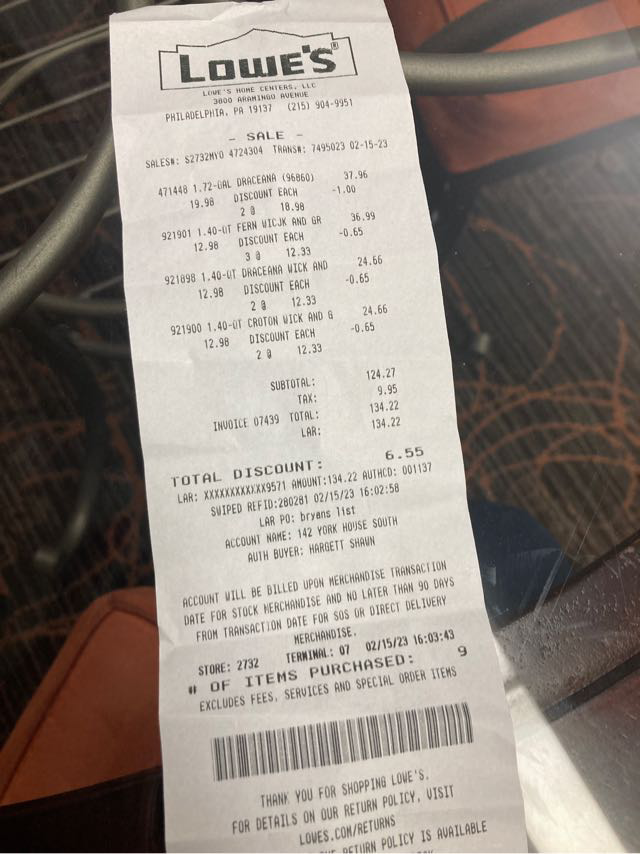 LOWE'S®
LOWE'S HOME CENTERS, LLC
3800 ARAMINGO AVENUE
PHILADELPHIA, PA 19137 (215) 904-9951
- SALE -
SALES#: S2732MYO 4724304 TRANS#: 7495023 02-15-23
471448 1.72-GAL DRACEANA (96860) 37.96
19.98 DISCOUNT EACH -1.00
2 @ 18.98
921901 1.40-QT FERN WICJK AND GR 36.99
12.98 DISCOUNT EACH -0.65
3 @ 12.33
921898 1.40-QT DRACEANA WICK AND 24.66
12.98 DISCOUNT EACH -0.65
2 @ 12.33
921900 1.40-QT CROTON WICK AND G 24.66
12.98 DISCOUNT EACH -0.65
2 @ 12.33
SUBTOTAL: 124.27
TAX: 9.95
INVOICE 07439 TOTAL: 134.22
LAR: 134.22
TOTAL DISCOUNT: 6.55
LAR: XXXXXXXXXXXX9571 AMOUNT:134.22 AUTHCD: 001137
SWIPED REFID:280281 02/15/23 16:02:58
LAR PO: bryans list
ACCOUNT NAME: 142 YORK HOUSE SOUTH
AUTH BUYER: HARGETT SHAWN
ACCOUNT WILL BE BILLED UPON MERCHANDISE TRANSACTION
DATE FOR STOCK MERCHANDISE AND NO LATER THAN 90 DAYS
FROM TRANSACTION DATE FOR SOS OR DIRECT DELIVERY
MERCHANDISE.
STORE: 2732 TERMINAL: 07 02/15/23 16:03:43
# OF ITEMS PURCHASED: 9
EXCLUDES FEES, SERVICES AND SPECIAL ORDER ITEMS
THANK YOU FOR SHOPPING LOWE'S.
FOR DETAILS ON OUR RETURN POLICY, VISIT
LOWES.COM/RETURNS
RETURN POLICY IS AVAILABLE